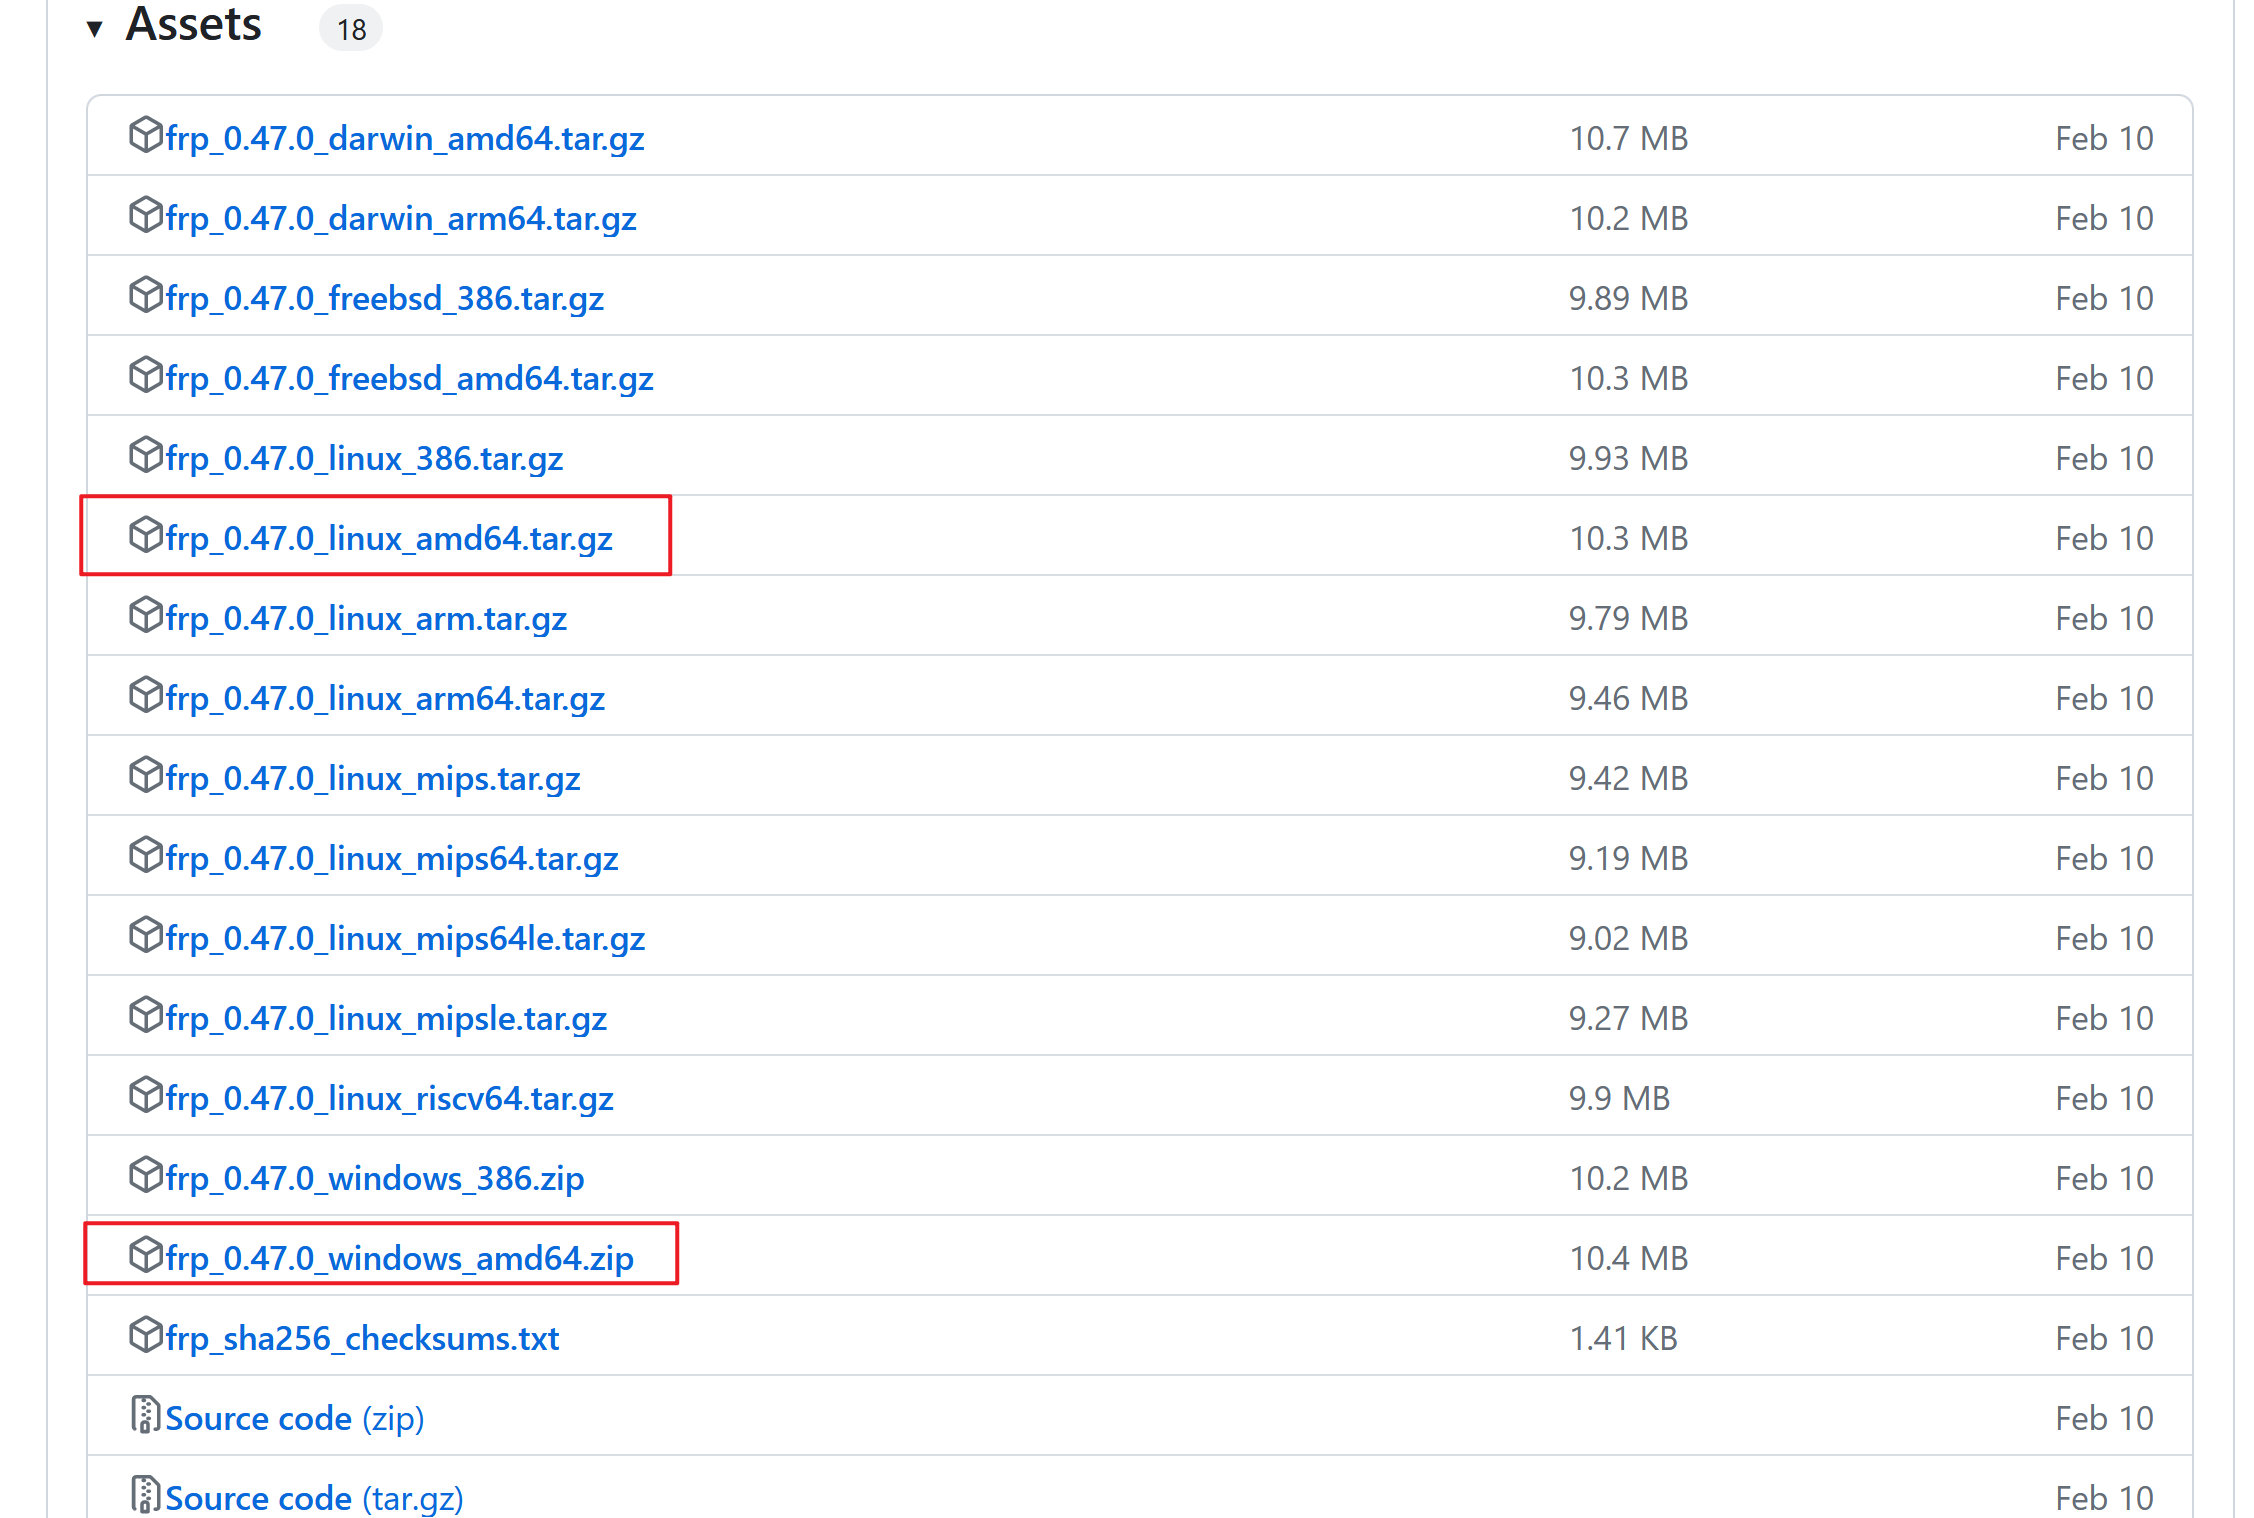 Assets 18
frp_0.47.0_darwin_amd64.tar.gz 10.7 MB Feb 10
frp_0.47.0_darwin_arm64.tar.gz 10.2 MB Feb 10
frp_0.47.0_freebsd_386.tar.gz 9.89 MB Feb 10
frp_0.47.0_freebsd_amd64.tar.gz 10.3 MB Feb 10
frp_0.47.0_linux_386.tar.gz 9.93 MB Feb 10
frp_0.47.0_linux_amd64.tar.gz 10.3 MB Feb 10
frp_0.47.0_linux_arm.tar.gz 9.79 MB Feb 10
frp_0.47.0_linux_arm64.tar.gz 9.46 MB Feb 10
frp_0.47.0_linux_mips.tar.gz 9.42 MB Feb 10
frp_0.47.0_linux_mips64.tar.gz 9.19 MB Feb 10
frp_0.47.0_linux_mips64le.tar.gz 9.02 MB Feb 10
frp_0.47.0_linux_mipsle.tar.gz 9.27 MB Feb 10
frp_0.47.0_linux_riscv64.tar.gz 9.9 MB Feb 10
frp_0.47.0_windows_386.zip 10.2 MB Feb 10
frp_0.47.0_windows_amd64.zip 10.4 MB Feb 10
frp_sha256_checksums.txt 1.41 KB Feb 10
Source code (zip) Feb 10
Source code (tar.gz) Feb 10